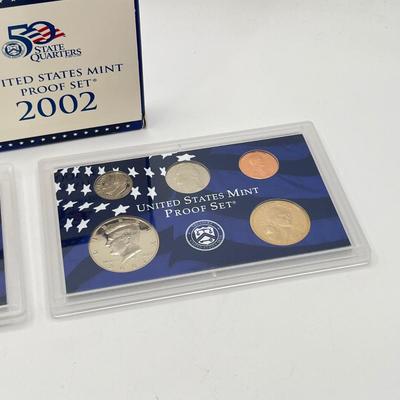 50
STATE
QUARTERS
UNITED STATES MINT
PROOF SET®
2002
UNITED STATES MINT
PROOF SET®